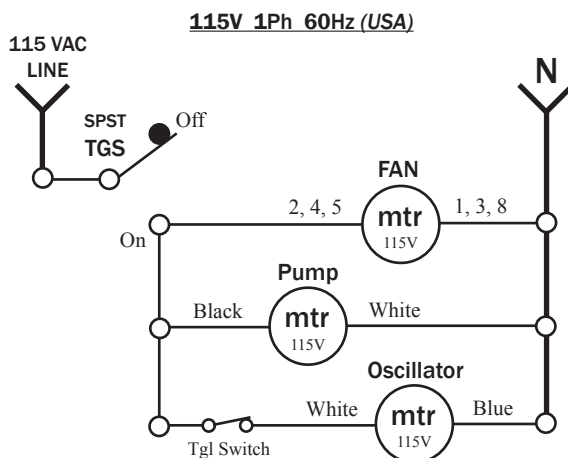 115V 1Ph 60Hz (USA)
115 VAC
LINE
N
SPST
TGS
Off
FAN
2, 4, 5
mtr
115V
1, 3, 8
On
Pump
Black
mtr
115V
White
Oscillator
White
mtr
115V
Blue
Tgl Switch